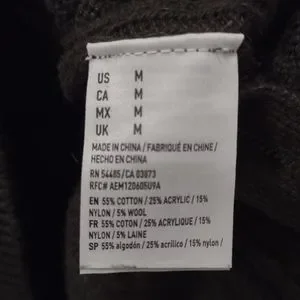 US M
CA M
MX M
UK M
MADE IN CHINA / FABRIQUÉ EN CHINE /
HECHO EN CHINA
RN 54485/CA 03873
RFC# AEM120605U9A
EN 55% COTTON / 25% ACRYLIC / 15%
NYLON / 5% WOOL
FR 55% COTON / 25% ACRYLIQUE / 15%
NYLON / 5% LAINE
SP 55% algodón / 25% acrílico / 15% nylon /